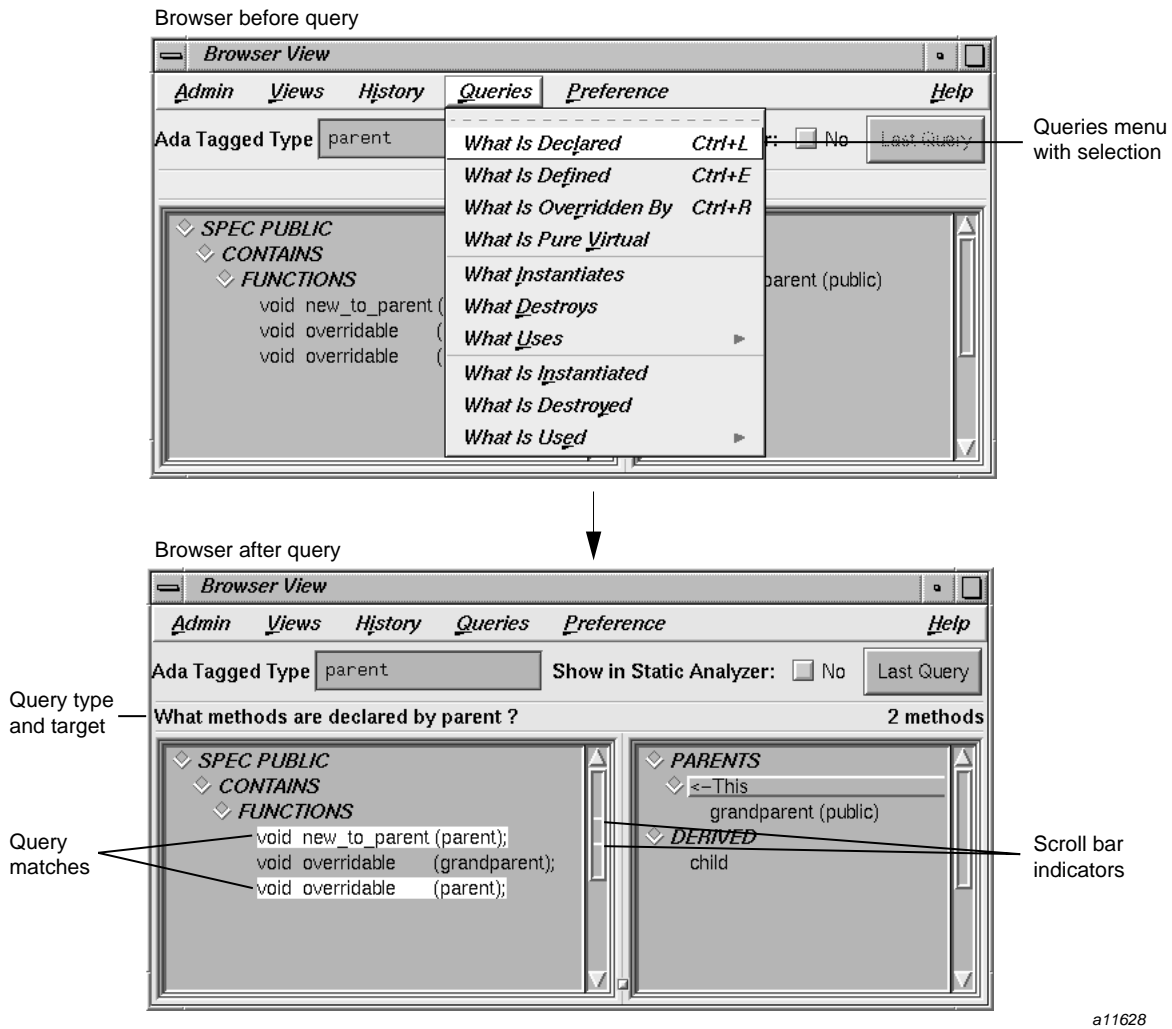 Browser before query
Browser View
Admin Views History Queries Preference Help
Ada Tagged Type parent r: No Last Query
What Is Declared Ctrl+L
Queries menu
with selection
What Is Defined Ctrl+E
What Is Overridden By Ctrl+R
What Is Pure Virtual
What Instantiates
What Destroys
What Uses
What Is Instantiated
What Is Destroyed
What Is Used
SPEC PUBLIC
CONTAINS
FUNCTIONS
void new_to_parent (
void overridable (
void overridable (
parent (public)
Browser after query
Browser View
Admin Views History Queries Preference Help
Ada Tagged Type parent Show in Static Analyzer: No Last Query
Query type
and target
What methods are declared by parent ? 2 methods
SPEC PUBLIC
CONTAINS
FUNCTIONS
void new_to_parent (parent);
void overridable (grandparent);
void overridable (parent);
Query
matches
PARENTS
<-This
grandparent (public)
DERIVED
child
Scroll bar
indicators
a11628